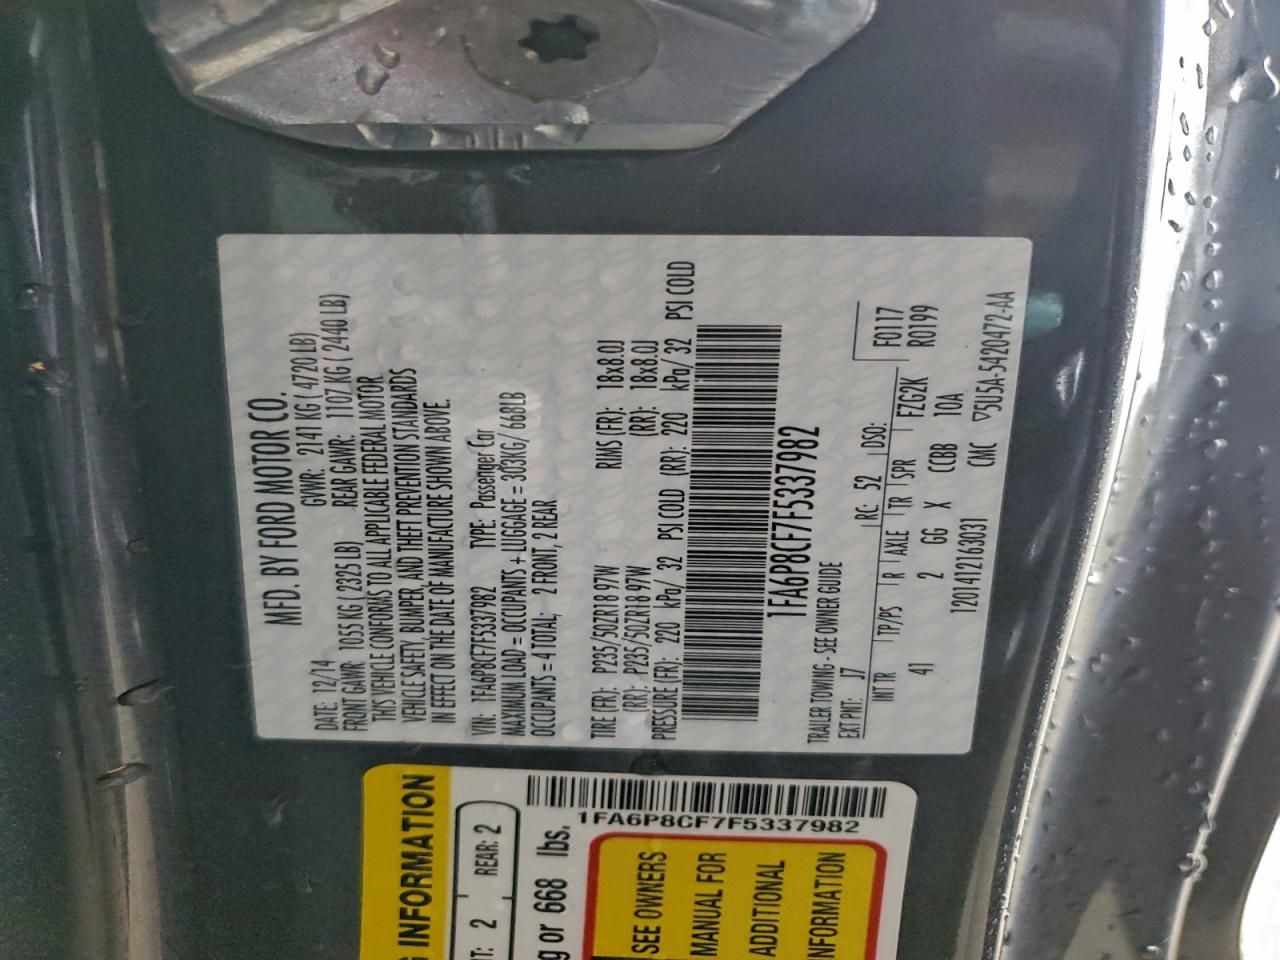 MFD. BY FORD MOTOR CO.
DATE: 12/14 GVWR: 2141 KG ( 4720 LB)
FRONT GAWR: 1055 KG ( 2325 LB) REAR GAWR: 1107 KG ( 2440 LB)
THIS VEHICLE CONFORMS TO ALL APPLICABLE FEDERAL MOTOR
VEHICLE SAFETY, BUMPER, AND THEFT PREVENTION STANDARDS
IN EFFECT ON THE DATE OF MANUFACTURE SHOWN ABOVE.
VIN: 1FA6P8CF7F5337982 TYPE: Passenger Car
MAXIMUM LOAD = OCCUPANTS + LUGGAGE = 303KG/ 668LB
OCCUPANTS = 4 TOTAL; 2 FRONT, 2 REAR
TIRE (FR): P235/50ZR18 97W RIMS (FR): 18x8.0J
(RR): P235/50ZR18 97W (RR): 18x8.0J
PRESSURE (FR): 220 kPa/ 32 PSI COLD (RR): 220 kPa/ 32 PSI COLD
1FA6P8CF7F5337982
TRAILER TOWING - SEE OWNER GUIDE
F0117
EXT PNT: J7 RC: 52 DSO: R0199
INT TR TP/PS R AXLE TR SPR FZG2K
41 2 GG X CCBB 10A
1201412163031 CMC ▽5U5A-5420472-AA
INFORMATION
2 REAR: 2
or 668 lbs.
1FA6P8CF7F5337982
SEE OWNERS
MANUAL FOR
ADDITIONAL
INFORMATION